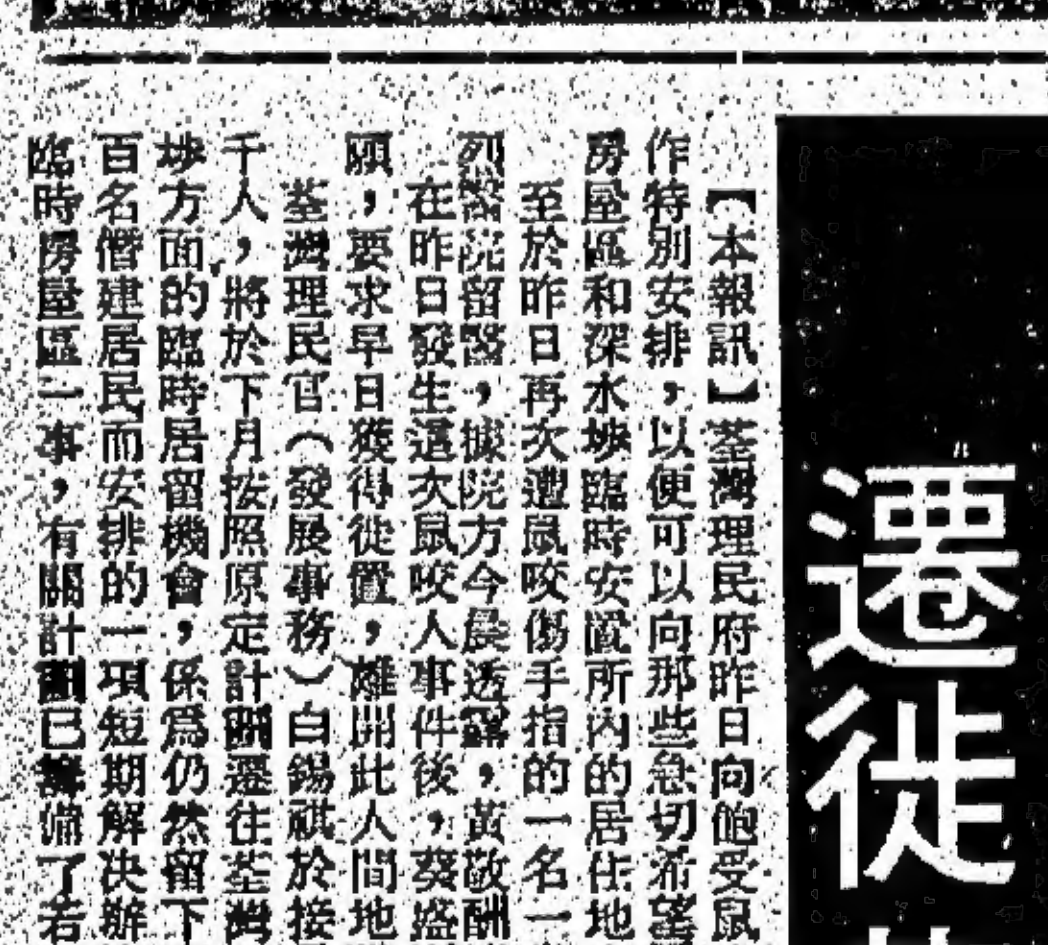 遷徙
【本報訊】荃灣理民府昨日向飽受鼠
作特別安排，以便可以向那些急切希望
房屋區和深水埗臨時安置所內的居住地
至於昨日再次遭鼠咬傷手指的一名一
烈醫院留醫，據院方今晨透露，黃敬酬
在昨日發生這次鼠咬人事件後，葵盛
願，要求早日獲得徙置，離開此人間地
荃灣理民官（發展事務）白錫祺於接
千人，將於下月按照原定計劃遷往荃灣
埗方面的臨時居留機會，係為仍然留下
百名僭建居民而安排的一項短期解決辦
臨時房屋區一事，有關計劃已籌備了若